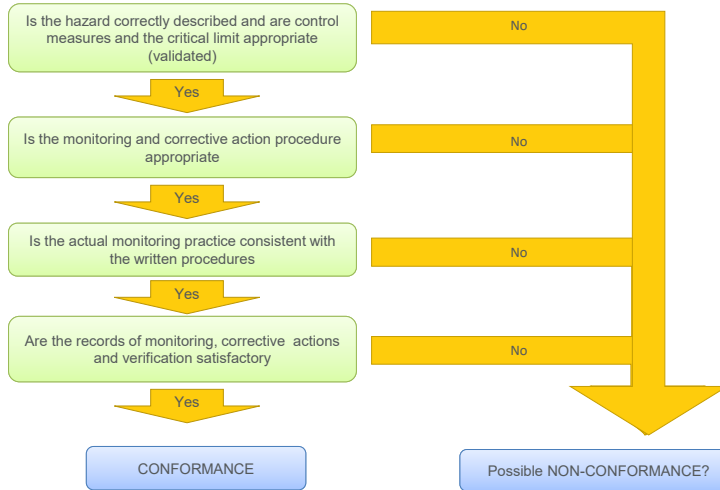 Is the hazard correctly described and are control
measures and the critical limit appropriate
(validated)
No
Yes
Is the monitoring and corrective action procedure
appropriate
No
Yes
Is the actual monitoring practice consistent with
the written procedures
No
Yes
Are the records of monitoring, corrective actions
and verification satisfactory
No
Yes
CONFORMANCE
Possible NON-CONFORMANCE?